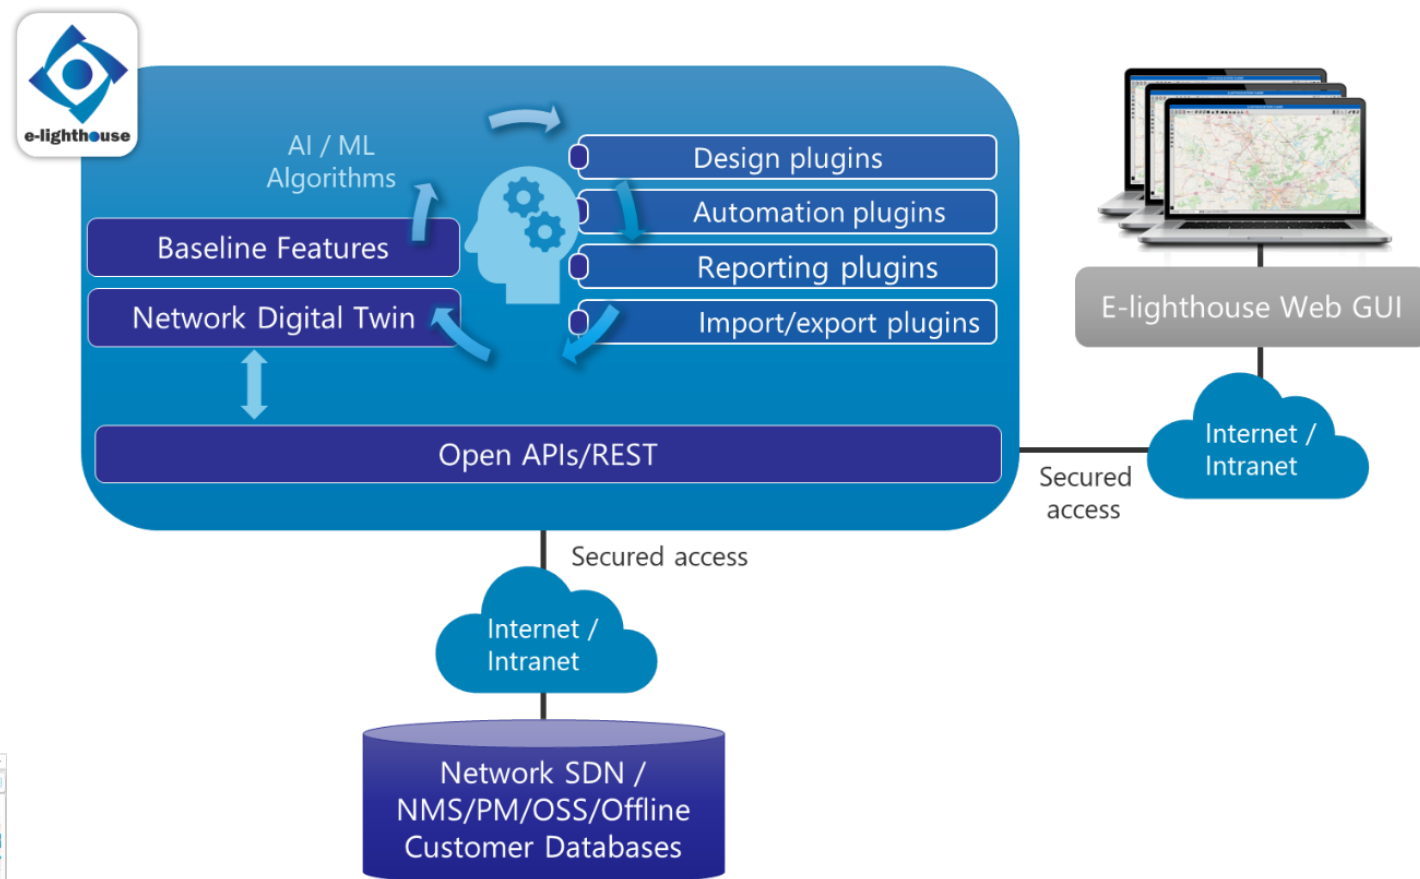 e-lighthouse
AI / ML
Algorithms
Baseline Features
Network Digital Twin
Design plugins
Automation plugins
Reporting plugins
Import/export plugins
Open APIs/REST
E-lighthouse Web GUI
Internet /
Intranet
Secured
access
Secured access
Internet /
Intranet
Network SDN /
NMS/PM/OSS/Offline
Customer Databases